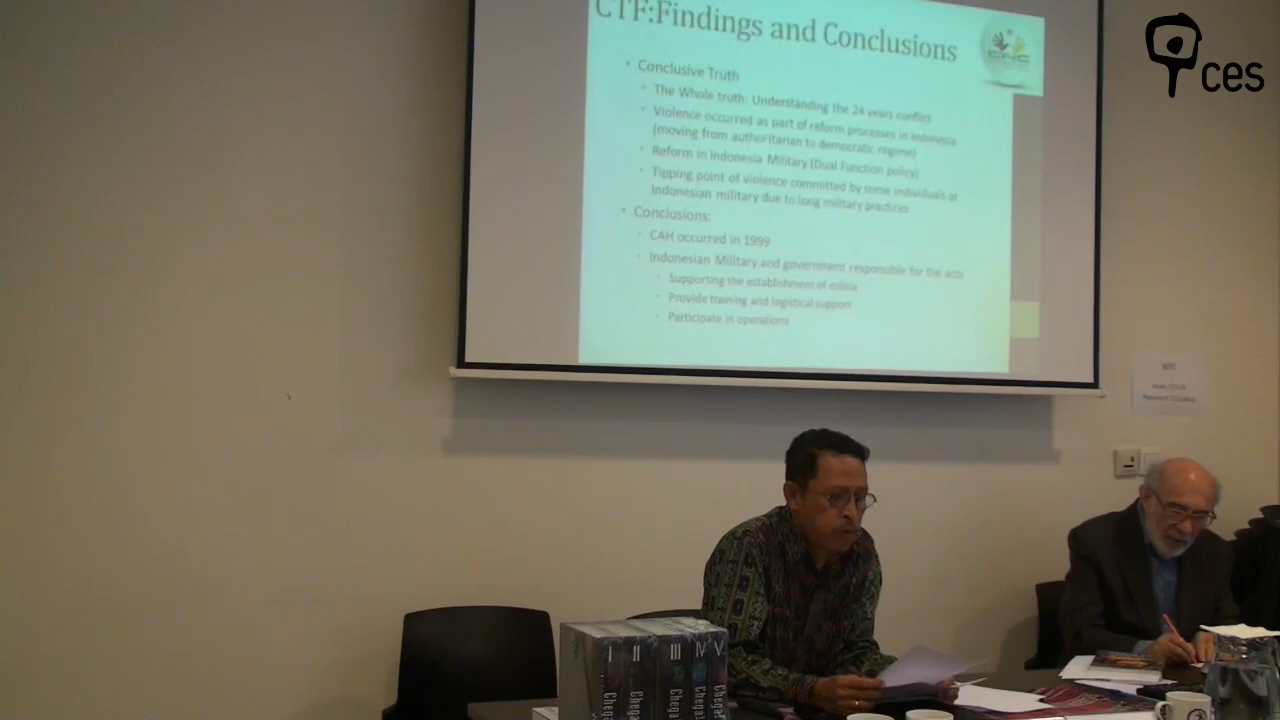 CTF:Findings and Conclusions
CNC
ces
• Conclusive Truth
• The Whole truth: Understanding the 24 years conflict
• Violence occurred as part of reform processes in Indonesia
(moving from authoritarian to democratic regime)
• Reform in Indonesia Military (Dual Function policy)
• Tipping point of violence committed by some individuals at
Indonesian military due to long military practices
• Conclusions:
• CAH occurred in 1999
• Indonesian Military and government responsible for the acts
• Supporting the establishment of militia
• Provide training and logistical support
• Participate in operations
I II III IV V
Chega! Chega! Chega! Chega! Chega!